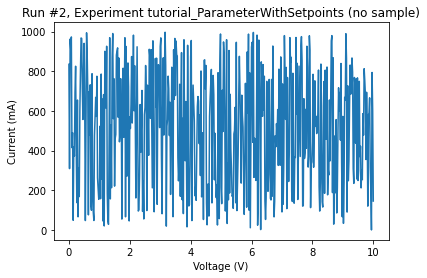 Run #2, Experiment tutorial_ParameterWithSetpoints (no sample)
1000
800
600
400
200
0
Current (mA)
0 2 4 6 8 10
Voltage (V)